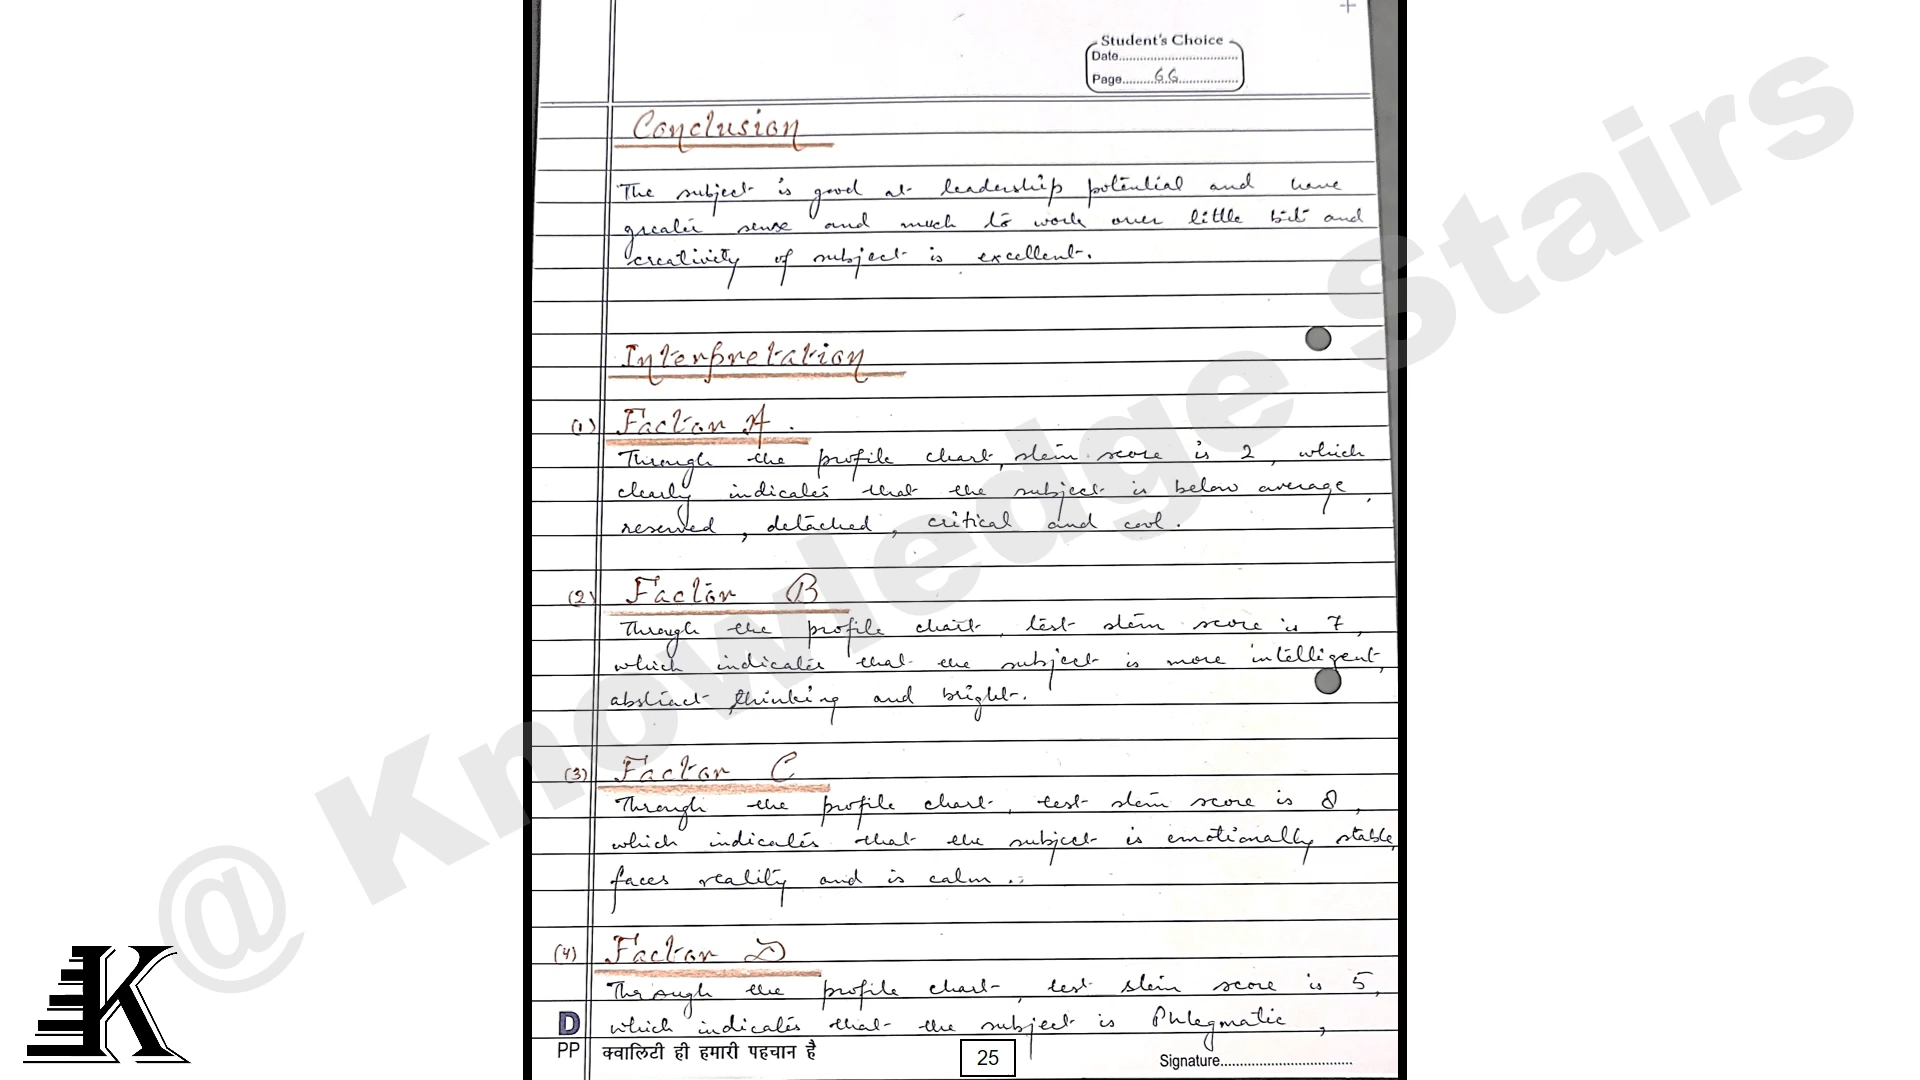 Student's Choice
Date
Page 66
Conclusion
The subject is good at leadership potential and have
greater sense and much to work over little bit and
creativity of subject is excellent.
Interpretation
(1) Factor A.
Through the profile chart, stein score is 2, which
clearly indicates that the subject is below average,
reserved, detached, critical and cool.
(2) Factor B
Through the profile chart, test stein score is 7,
which indicates that the subject is more intelligent,
abstract thinking and bright.
(3) Factor C
Through the profile chart, test stein score is 8,
which indicates that the subject is emotionally stable,
faces reality and is calm.
(4) Factor D
Through the profile chart, test stein score is 5,
which indicates that the subject is Phlegmatic,
D
PP क्वालिटी ही हमारी पहचान है
25
Signature
@ Knowledge Stairs
K